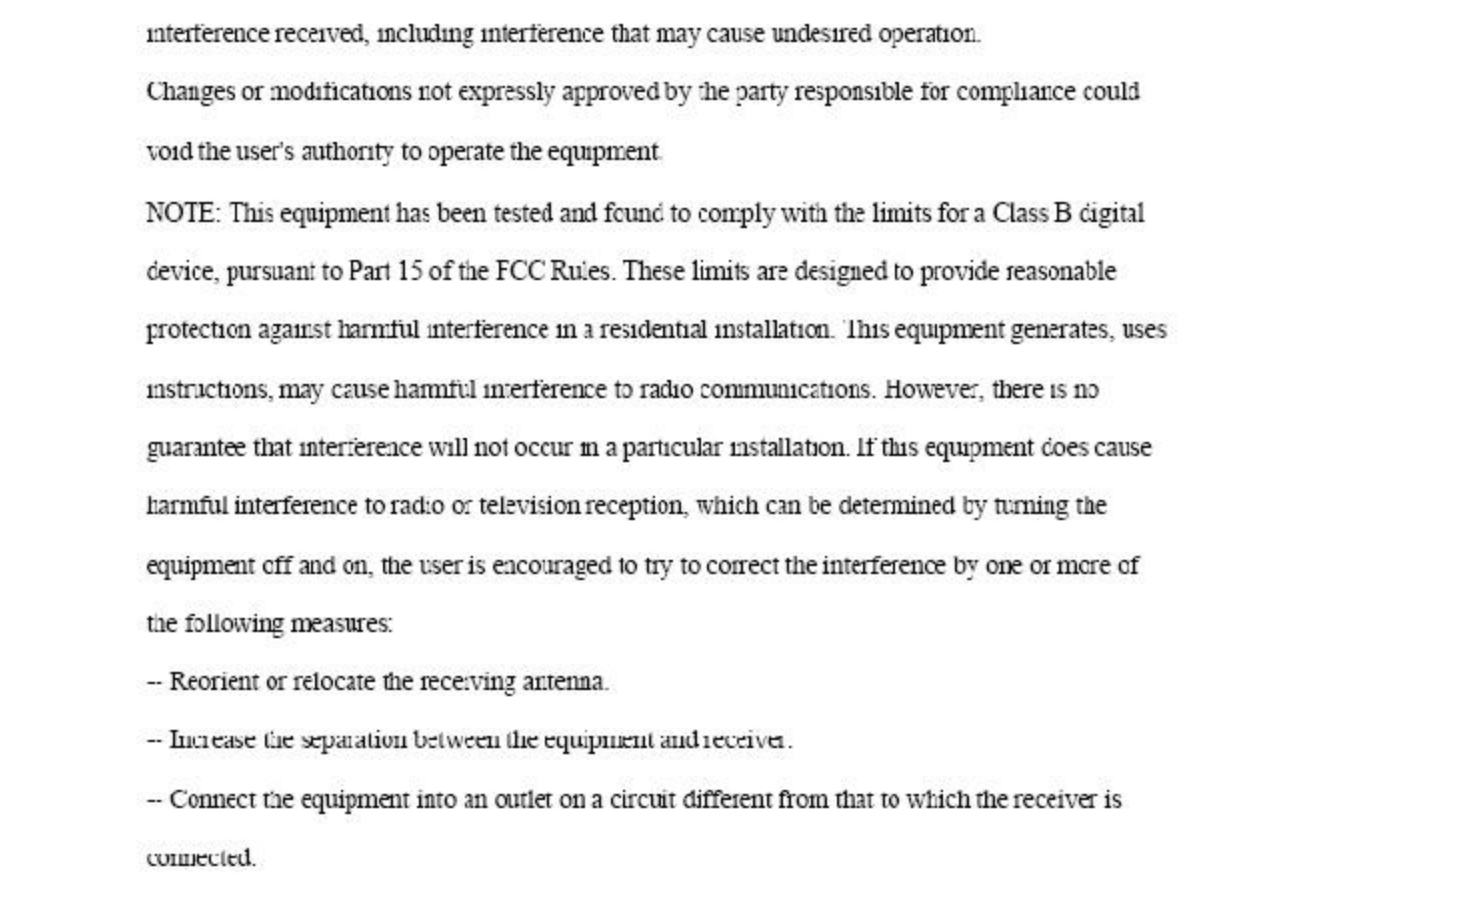 interference received, including interference that may cause undesired operation.
Changes or modifications not expressly approved by the party responsible for compliance could
void the user's authority to operate the equipment.
NOTE: This equipment has been tested and found to comply with the limits for a Class B digital
device, pursuant to Part 15 of the FCC Rules. These limits are designed to provide reasonable
protection against harmful interference in a residential installation. This equipment generates, uses
instructions, may cause harmful interference to radio communications. However, there is no
guarantee that interference will not occur in a particular installation. If this equipment does cause
harmful interference to radio or television reception, which can be determined by turning the
equipment off and on, the user is encouraged to try to correct the interference by one or more of
the following measures:
-- Reorient or relocate the receiving antenna.
-- Increase the separation between the equipment and receiver.
-- Connect the equipment into an outlet on a circuit different from that to which the receiver is
connected.